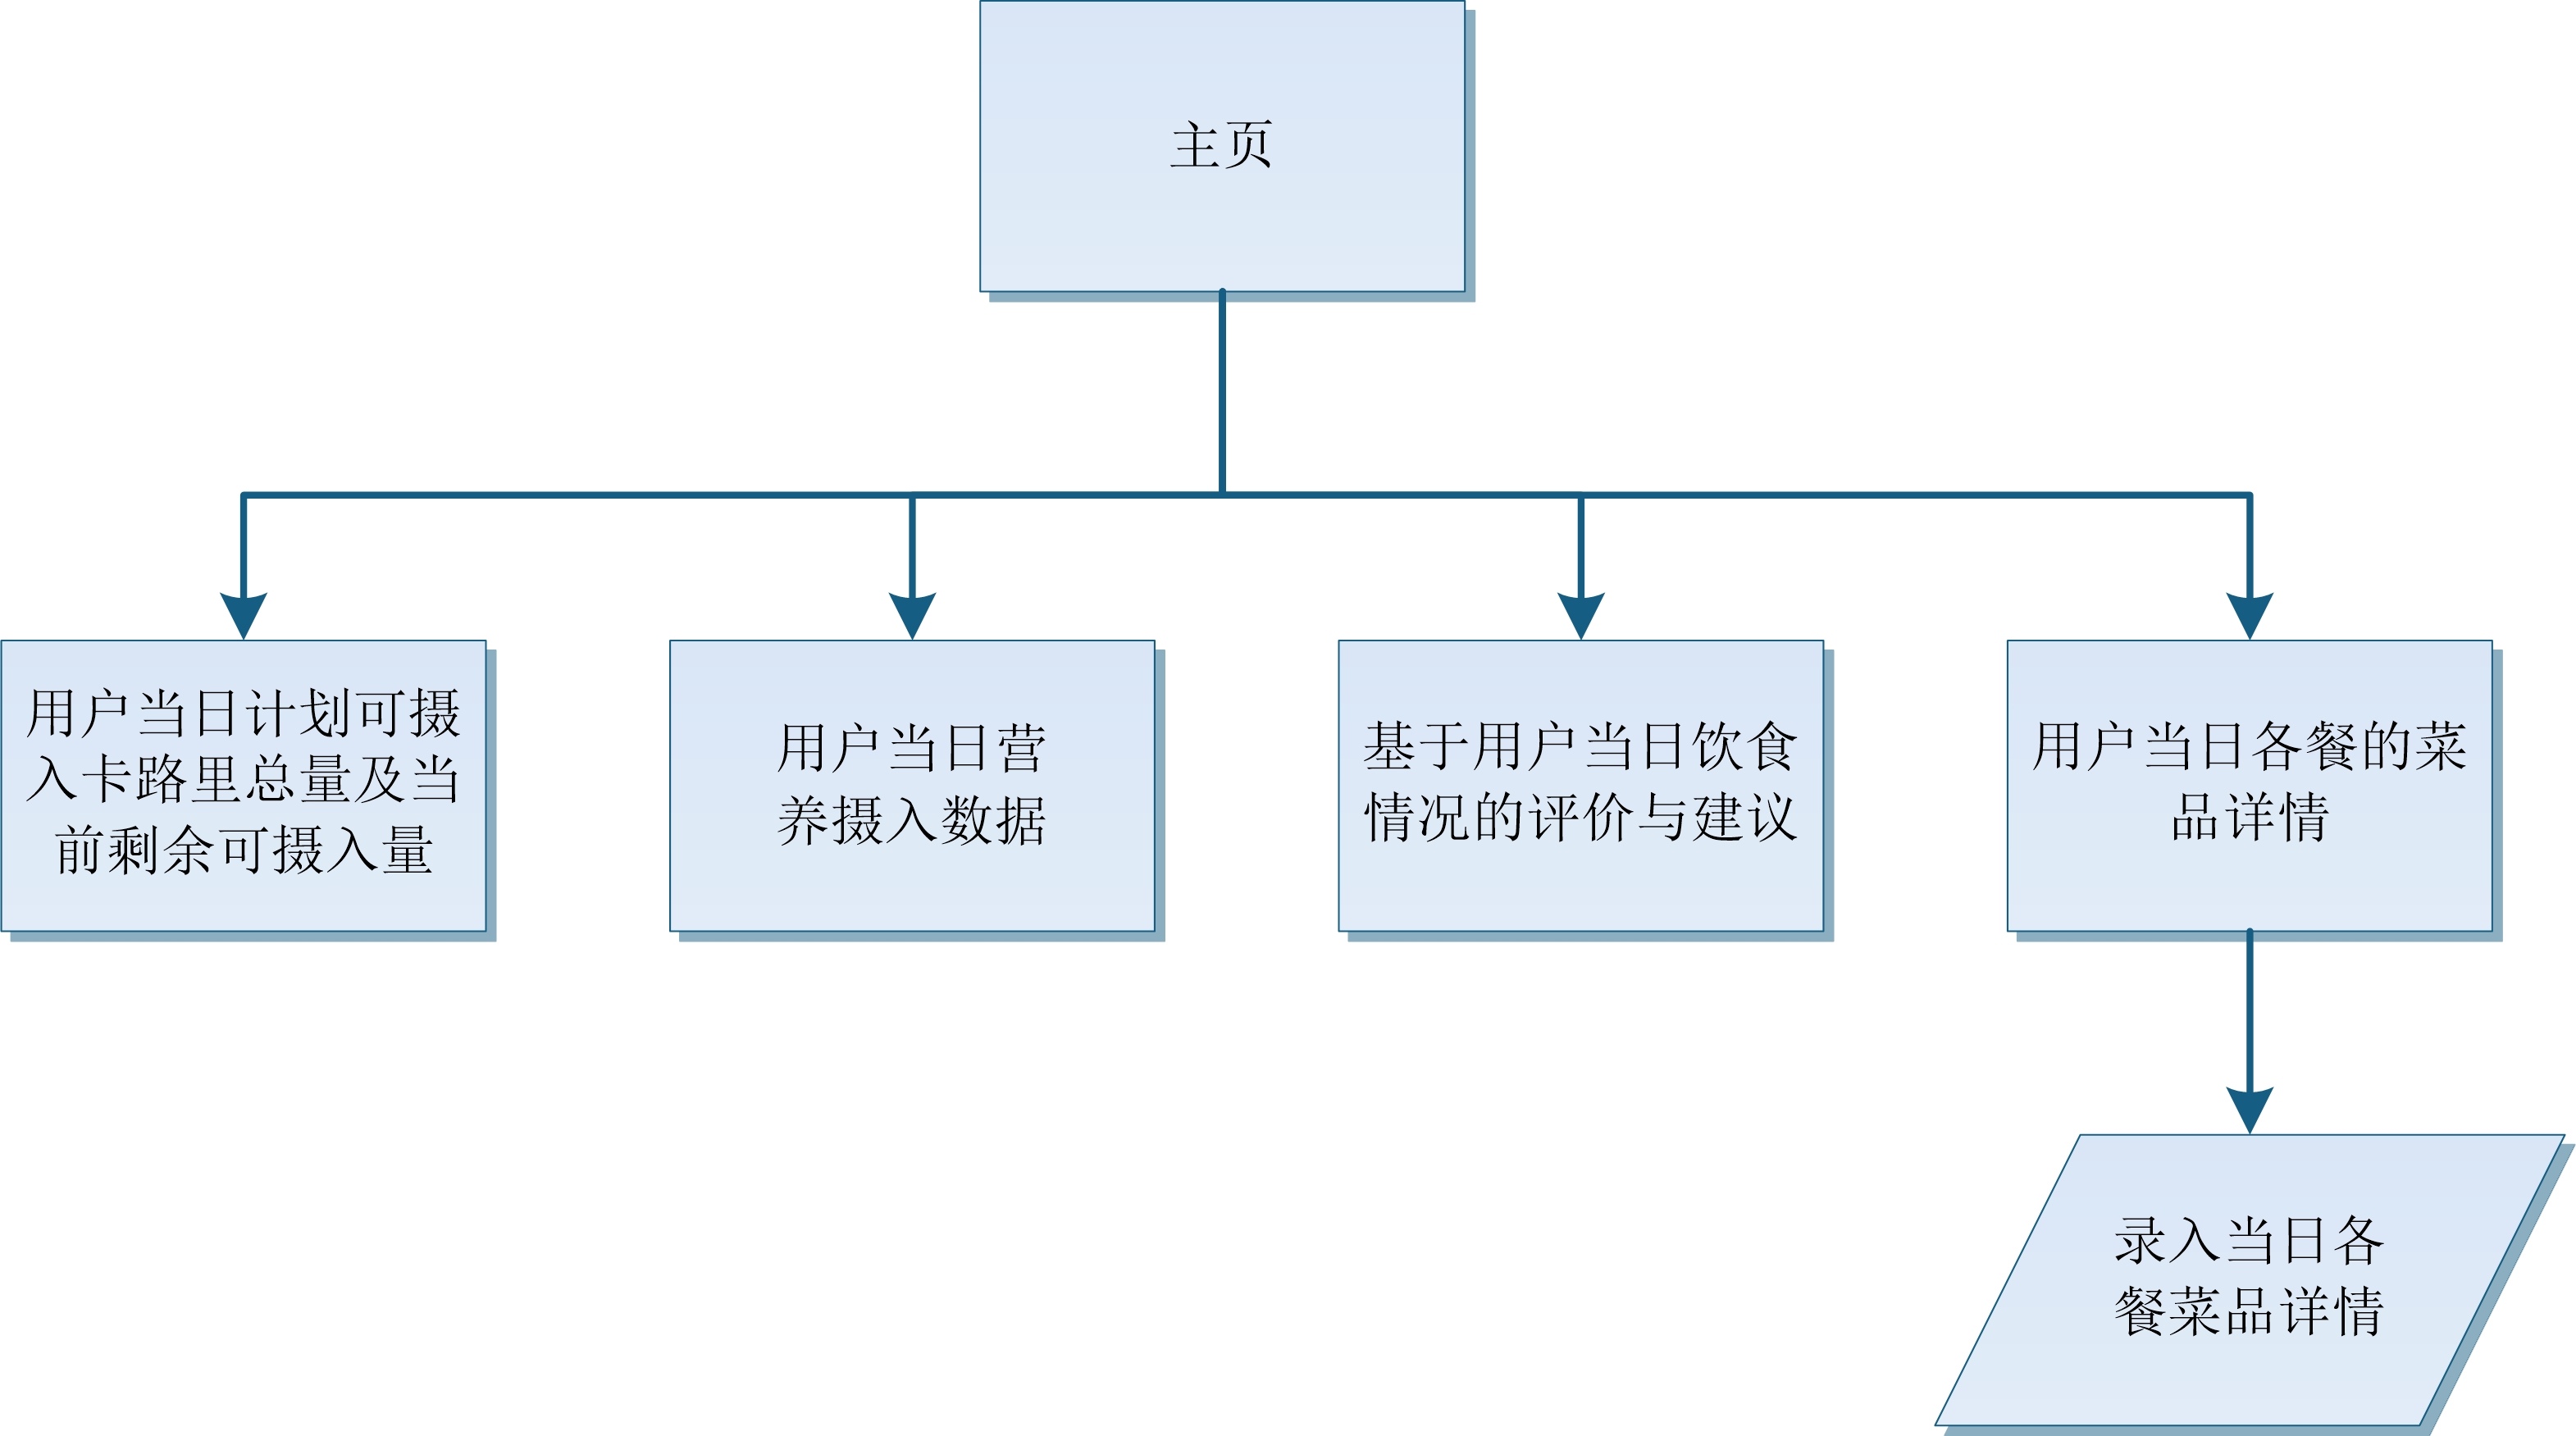 主页
用户当日计划可摄
入卡路里总量及当
前剩余可摄入量
用户当日营
养摄入数据
基于用户当日饮食
情况的评价与建议
用户当日各餐的菜
品详情
录入当日各
餐菜品详情